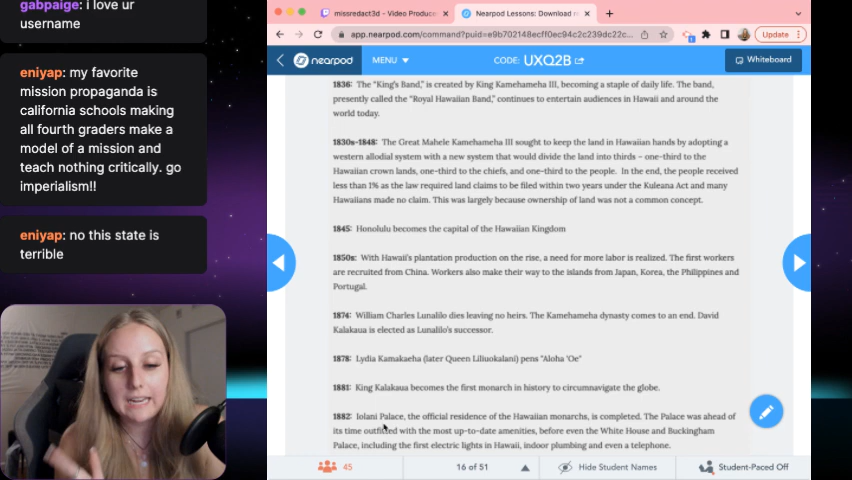 gabpaige: i love ur
username
eniyap: my favorite
mission propaganda is
california schools making
all fourth graders make a
model of a mission and
teach nothing critically. go
imperialism!!
eniyap: no this state is
terrible
missredact3d - Video Produce
Nearpod Lessons: Download r
app.nearpod.com/command?puid=e9b702148ecff0ec94c2c239dc22c...
Update
nearpod
MENU
CODE: UXQ2B
Whiteboard
1836: The "King's Band," is created by King Kamehameha III, becoming a staple of daily life. The band,
presently called the "Royal Hawaiian Band," continues to entertain audiences in Hawaii and around the
world today.
1830s-1848: The Great Mahele Kamehameha III sought to keep the land in Hawaiian hands by adopting a
western allodial system with a new system that would divide the land into thirds – one-third to the
Hawaiian crown lands, one-third to the chiefs, and one-third to the people. In the end, the people received
less than 1% as the law required land claims to be filed within two years under the Kuleana Act and many
Hawaiians made no claim. This was largely because ownership of land was not a common concept.
1845: Honolulu becomes the capital of the Hawaiian Kingdom
1850s: With Hawaii's plantation production on the rise, a need for more labor is realized. The first workers
are recruited from China. Workers also make their way to the islands from Japan, Korea, the Philippines and
Portugal.
1874: William Charles Lunalilo dies leaving no heirs. The Kamehameha dynasty comes to an end. David
Kalakaua is elected as Lunalilo's successor.
1878: Lydia Kamakaeha (later Queen Liliuokalani) pens "Aloha 'Oe"
1881: King Kalakaua becomes the first monarch in history to circumnavigate the globe.
1882: Iolani Palace, the official residence of the Hawaiian monarchs, is completed. The Palace was ahead of
its time outfitted with the most up-to-date amenities, before even the White House and Buckingham
Palace, including the first electric lights in Hawaii, indoor plumbing and even a telephone.
45
16 of 51
Hide Student Names
Student-Paced Off